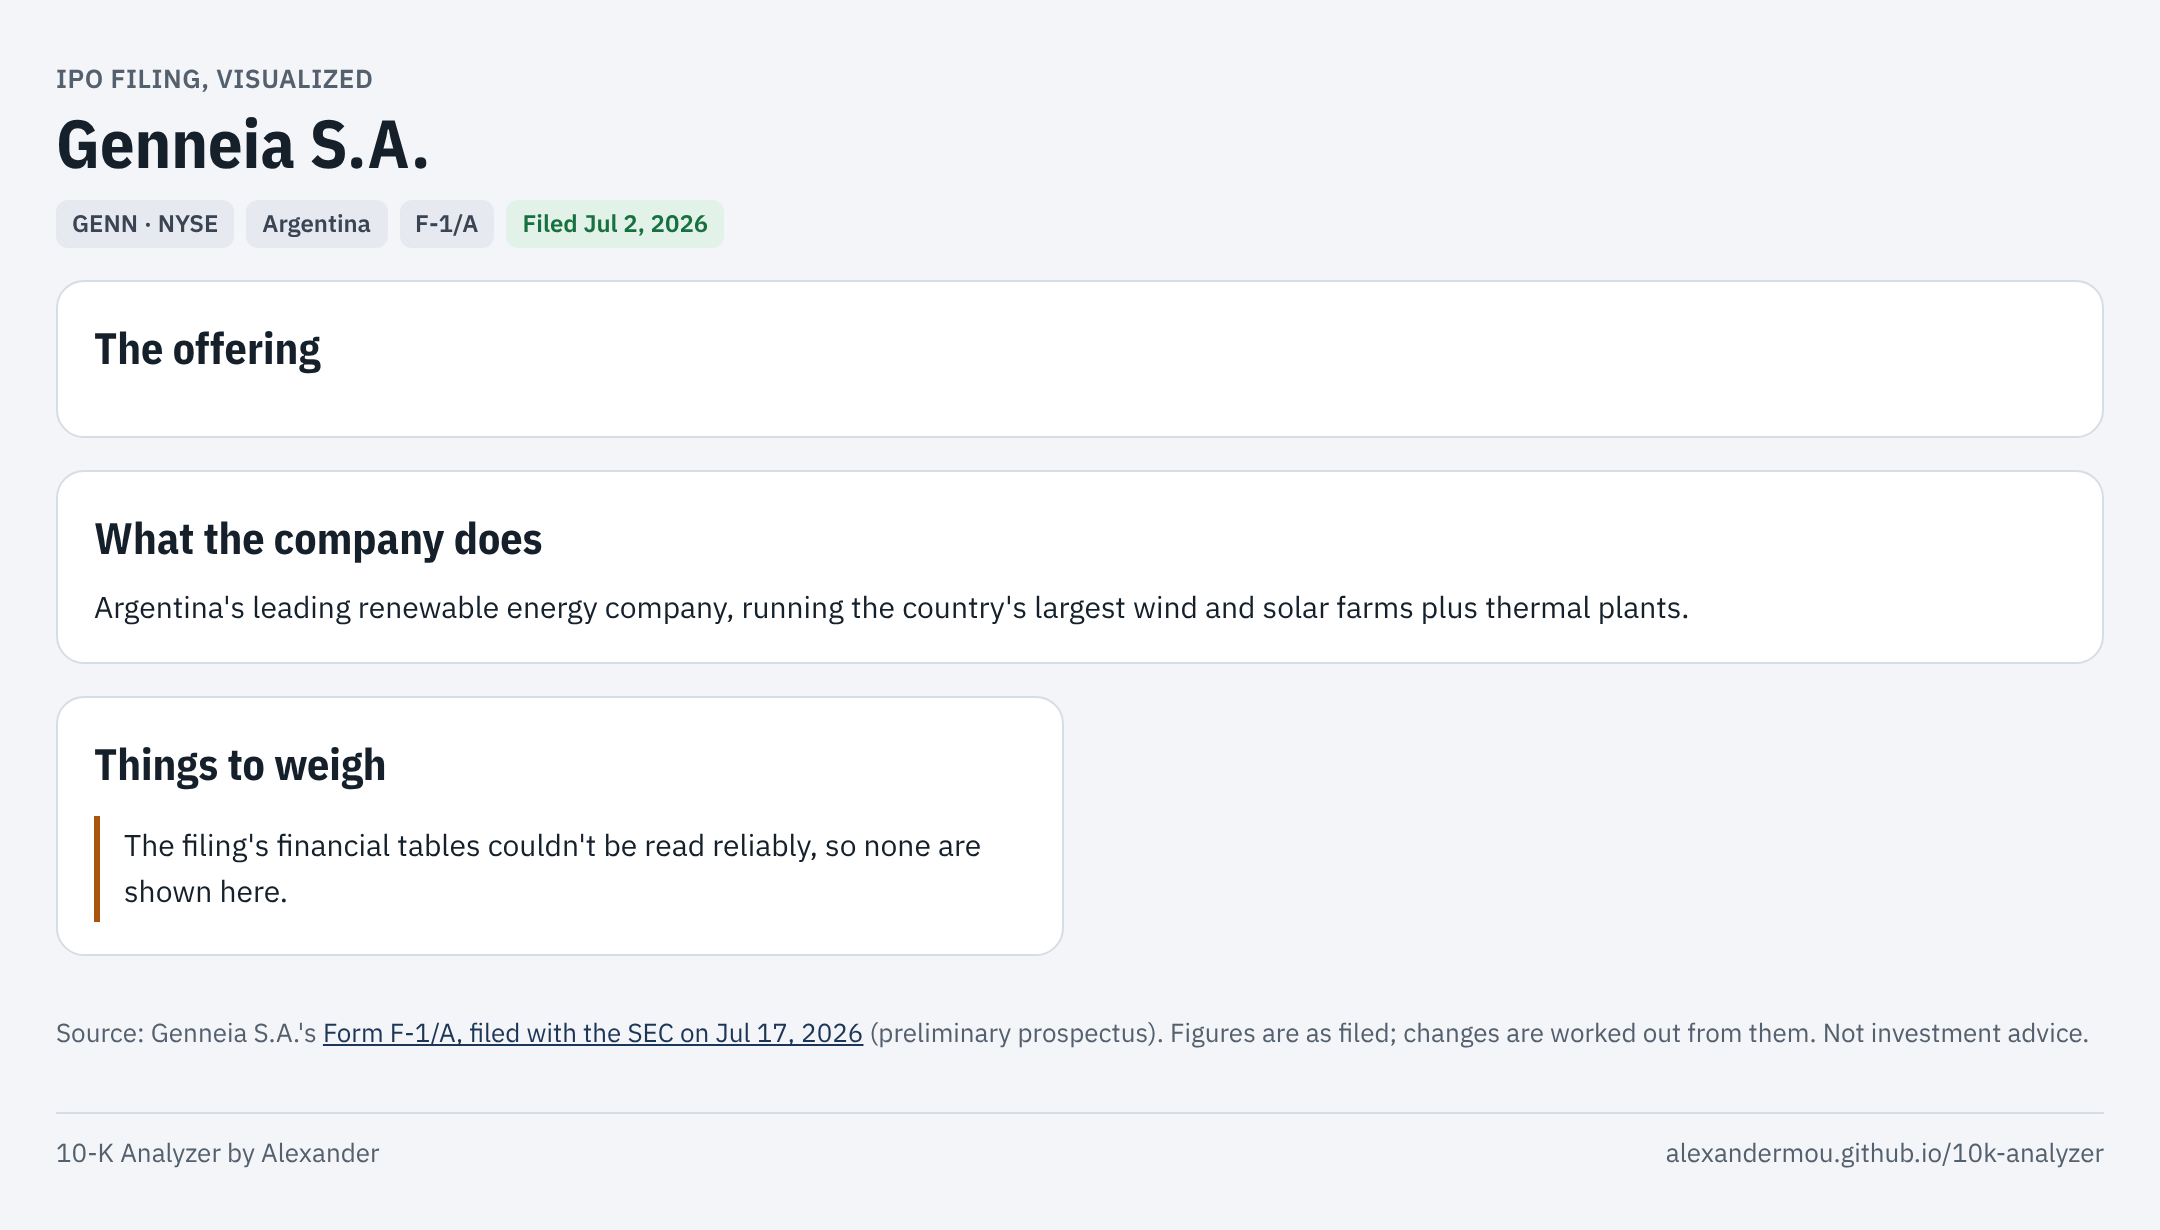 IPO FILING, VISUALIZED
Genneia S.A.
GENN · NYSE Argentina F-1/A Filed Jul 2, 2026
The offering
What the company does
Argentina's leading renewable energy company, running the country's largest wind and solar farms plus thermal plants.
Things to weigh
The filing's financial tables couldn't be read reliably, so none are
shown here.
Source: Genneia S.A.'s Form F-1/A, filed with the SEC on Jul 17, 2026 (preliminary prospectus). Figures are as filed; changes are worked out from them. Not investment advice.
10-K Analyzer by Alexander
alexandermou.github.io/10k-analyzer